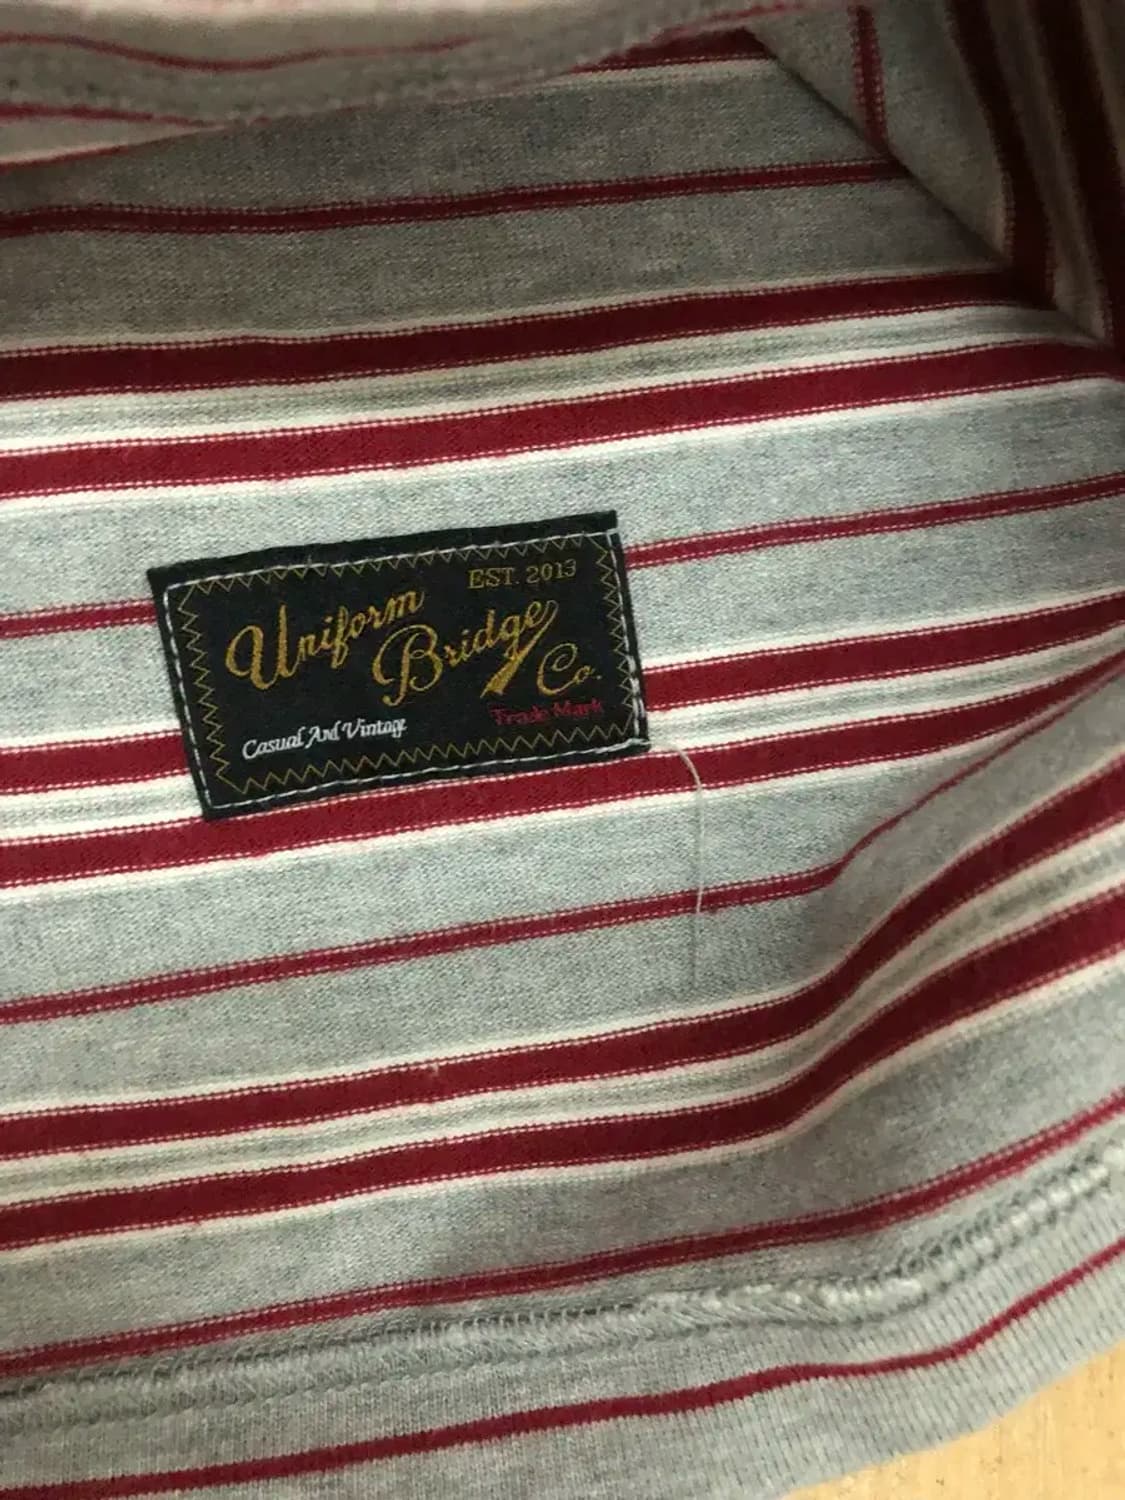 EST. 2013
Uniform
Bridge
Co.
Trade Mark
Casual And Vintage